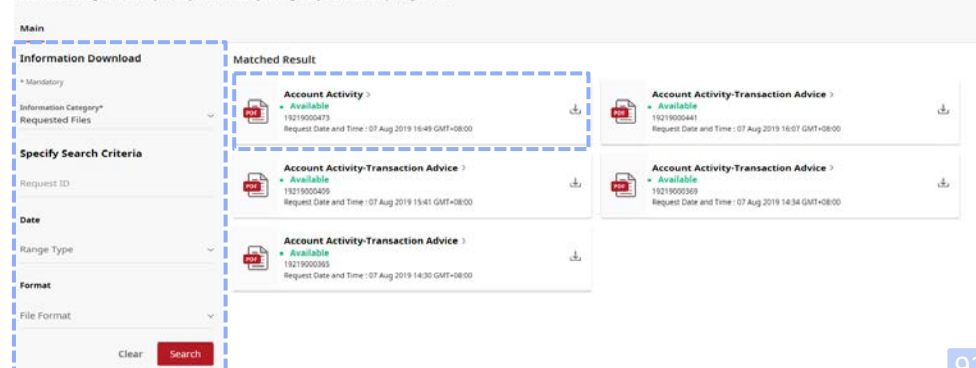 Main
Information Download
* Mandatory
Information Category*
Requested Files
Specify Search Criteria
Request ID
Date
Range Type
Format
File Format
Clear Search
Matched Result
PDF
Account Activity >
• Available
19219000473
Request Date and Time : 07 Aug 2019 16:49 GMT+08:00
PDF
Account Activity-Transaction Advice >
• Available
19219000441
Request Date and Time : 07 Aug 2019 16:07 GMT+08:00
PDF
Account Activity-Transaction Advice >
• Available
19219000409
Request Date and Time : 07 Aug 2019 15:41 GMT+08:00
PDF
Account Activity-Transaction Advice >
• Available
19219000369
Request Date and Time : 07 Aug 2019 14:34 GMT+08:00
PDF
Account Activity-Transaction Advice >
• Available
19219000365
Request Date and Time : 07 Aug 2019 14:30 GMT+08:00